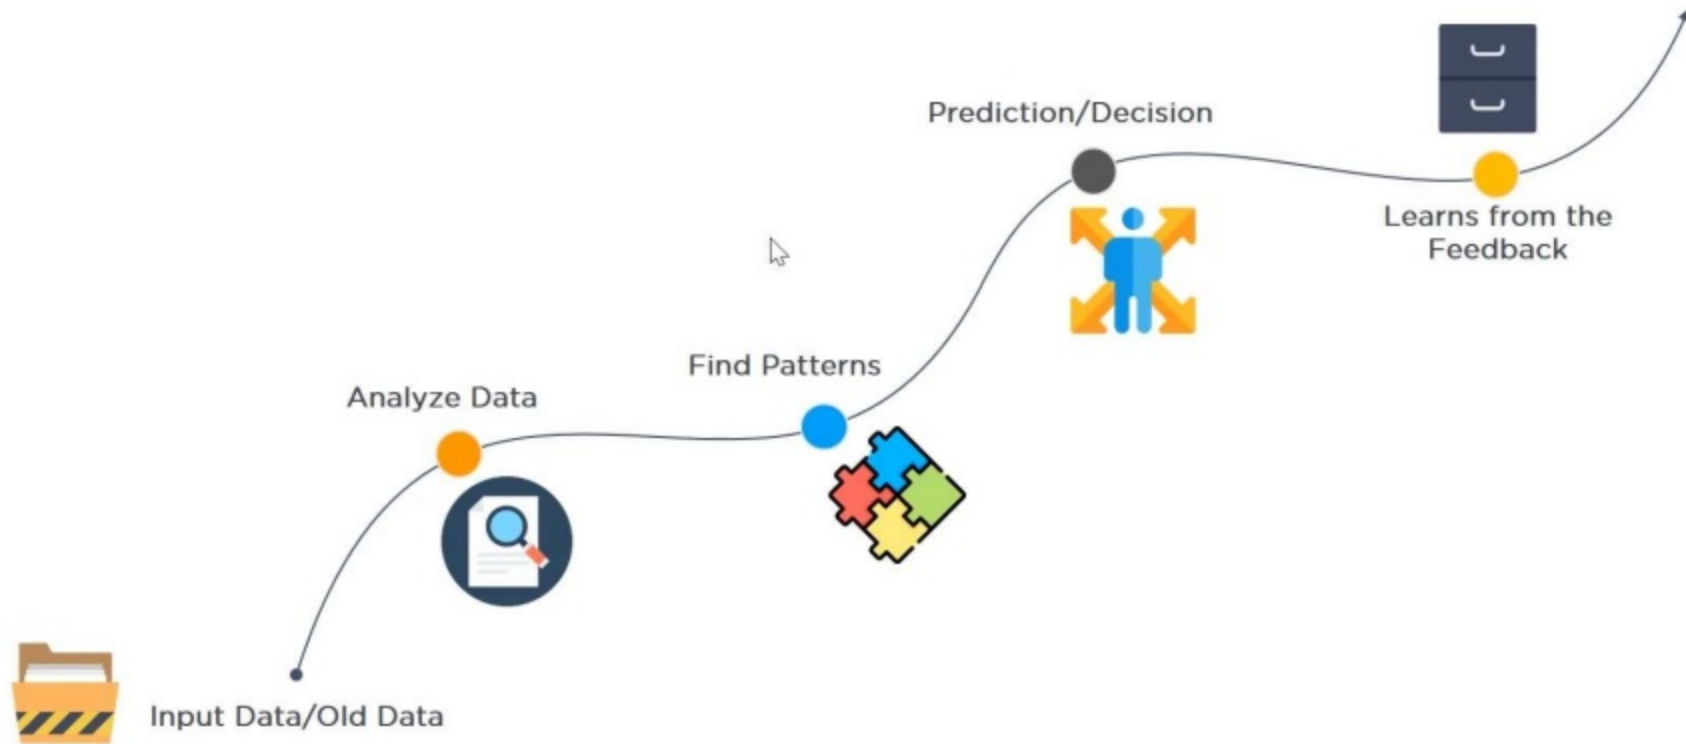 Input Data/Old Data
Analyze Data
Find Patterns
Prediction/Decision
Learns from the
Feedback